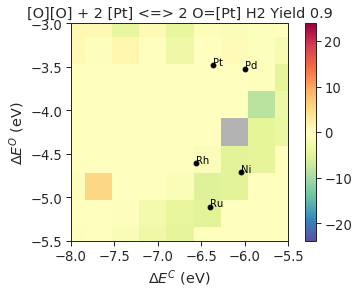 [O][O] + 2 [Pt] <=> 2 O=[Pt] H2 Yield 0.9
−3.0
−3.5
−4.0
−4.5
−5.0
−5.5
ΔE^O (eV)
Pt
Pd
Rh
Ni
Ru
−8.0 −7.5 −7.0 −6.5 −6.0 −5.5
ΔE^C (eV)
20
10
0
−10
−20